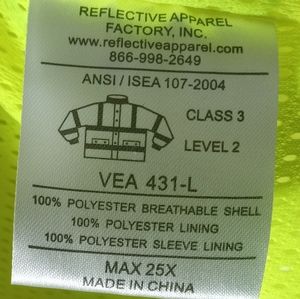 REFLECTIVE APPAREL
FACTORY, INC.
www.reflectiveapparel.com
866-998-2649
ANSI / ISEA 107-2004
CLASS 3
LEVEL 2
VEA 431-L
100% POLYESTER BREATHABLE SHELL
100% POLYESTER LINING
100% POLYESTER SLEEVE LINING
MAX 25X
MADE IN CHINA